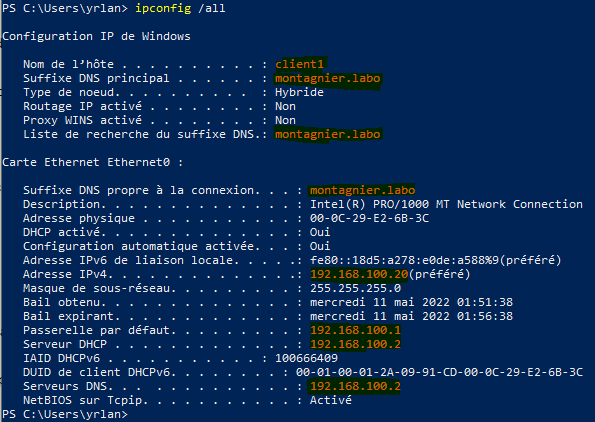 PS C:\Users\yrlan> ipconfig /all
Configuration IP de Windows
Nom de l’hôte . . . . . . . . . . : client1
Suffixe DNS principal . . . . . . : montagnier.labo
Type de noeud. . . . . . . . . . : Hybride
Routage IP activé . . . . . . . . : Non
Proxy WINS activé . . . . . . . . : Non
Liste de recherche du suffixe DNS.: montagnier.labo
Carte Ethernet Ethernet0 :
Suffixe DNS propre à la connexion. . . : montagnier.labo
Description. . . . . . . . . . . . . . : Intel(R) PRO/1000 MT Network Connection
Adresse physique . . . . . . . . . . . : 00-0C-29-E2-6B-3C
DHCP activé. . . . . . . . . . . . . . : Oui
Configuration automatique activée. . . : Oui
Adresse IPv6 de liaison locale. . . . .: fe80::18d5:a278:e0de:a588%9(préféré)
Adresse IPv4. . . . . . . . . . . . . .: 192.168.100.20(préféré)
Masque de sous-réseau. . . . . . . . . : 255.255.255.0
Bail obtenu. . . . . . . . . . . . . . : mercredi 11 mai 2022 01:51:38
Bail expirant. . . . . . . . . . . . . : mercredi 11 mai 2022 01:56:38
Passerelle par défaut. . . . . . . . . : 192.168.100.1
Serveur DHCP . . . . . . . . . . . . . : 192.168.100.2
IAID DHCPv6 . . . . . . . . . . . : 100666409
DUID de client DHCPv6. . . . . . . . : 00-01-00-01-2A-09-91-CD-00-0C-29-E2-6B-3C
Serveurs DNS. . . . . . . . . . . . . : 192.168.100.2
NetBIOS sur Tcpip. . . . . . . . . . . : Activé
PS C:\Users\yrlan>